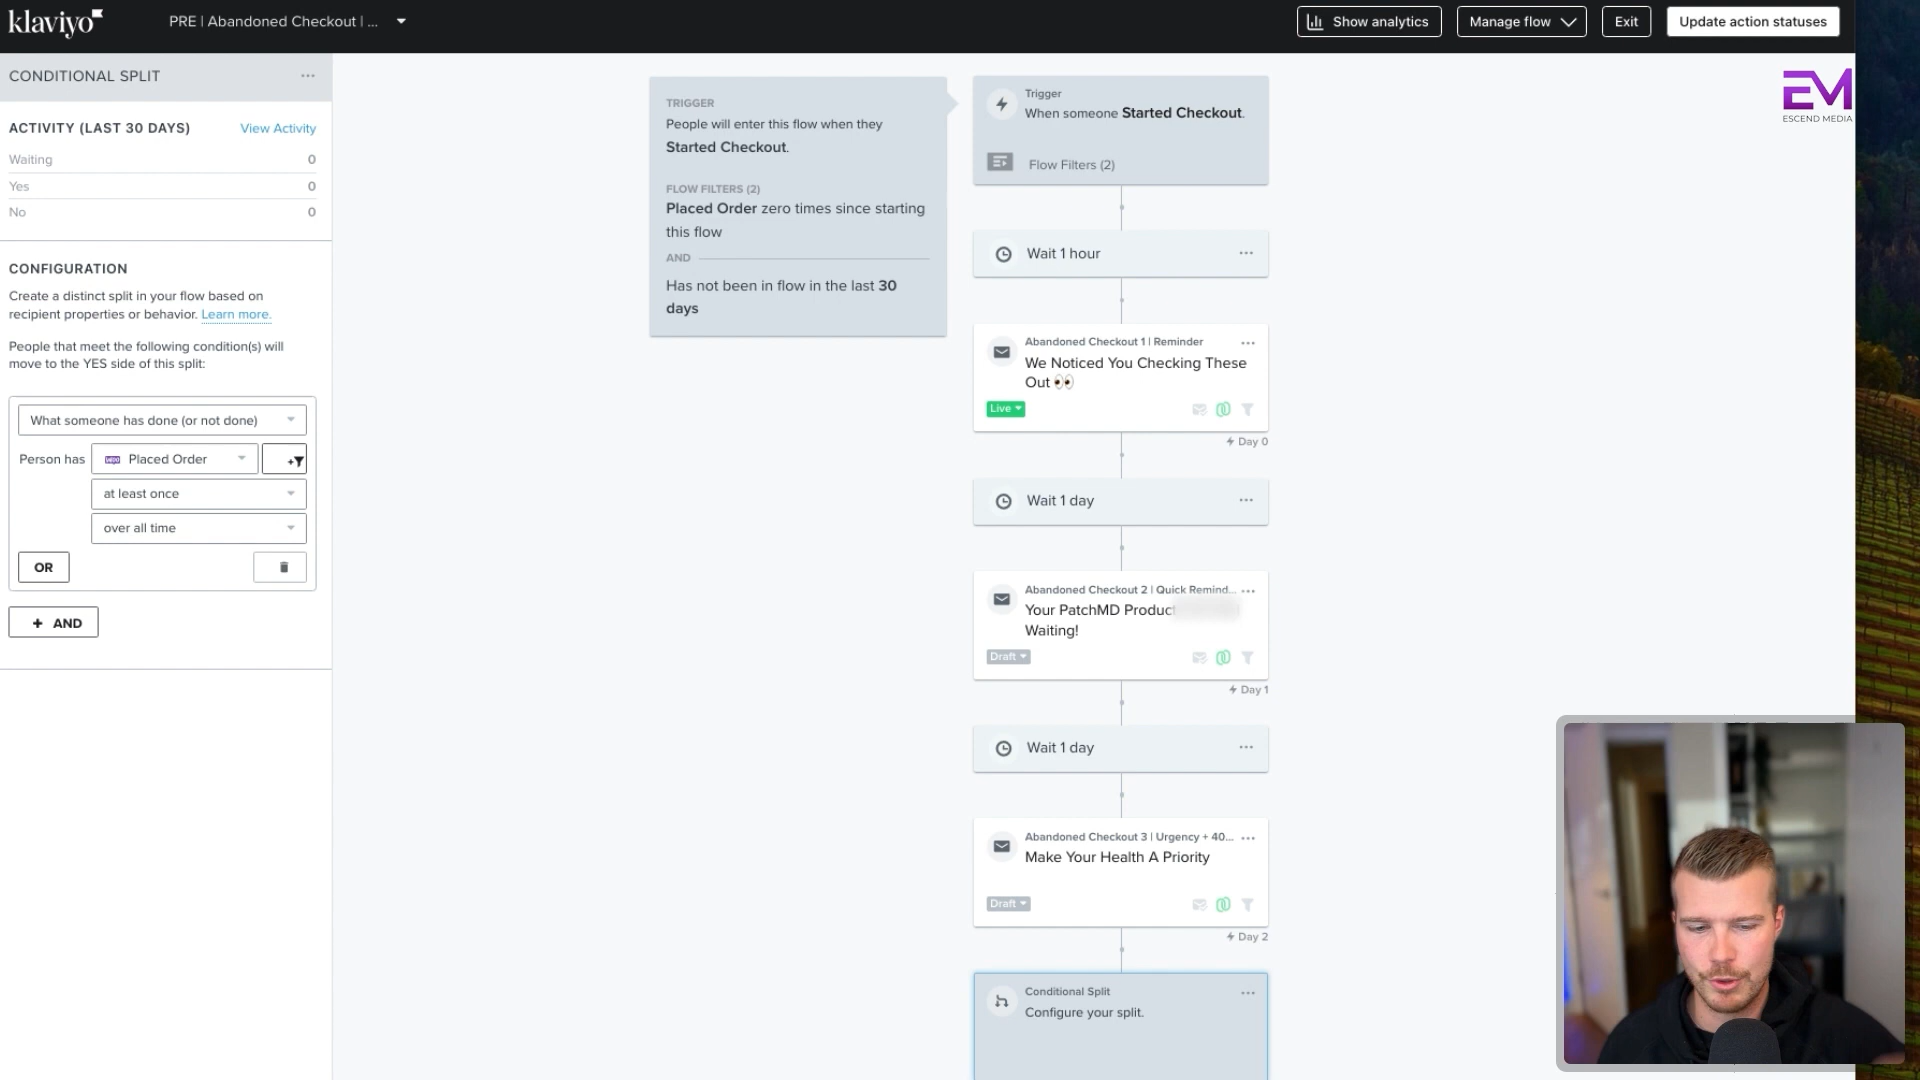 klaviyo
PRE | Abandoned Checkout | ...
Show analytics
Manage flow
Exit
Update action statuses
CONDITIONAL SPLIT
ACTIVITY (LAST 30 DAYS)
View Activity
Waiting
0
Yes
0
No
0
CONFIGURATION
Create a distinct split in your flow based on
recipient properties or behavior. Learn more.
People that meet the following condition(s) will
move to the YES side of this split:
What someone has done (or not done)
Person has
Placed Order
at least once
over all time
OR
+ AND
TRIGGER
People will enter this flow when they
Started Checkout.
FLOW FILTERS (2)
Placed Order zero times since starting
this flow
AND
Has not been in flow in the last 30
days
Trigger
When someone Started Checkout.
Flow Filters (2)
Wait 1 hour
Abandoned Checkout 1 | Reminder
We Noticed You Checking These
Out 👀
Live
Day 0
Wait 1 day
Abandoned Checkout 2 | Quick Remind...
Your PatchMD Product
Waiting!
Draft
Day 1
Wait 1 day
Abandoned Checkout 3 | Urgency + 40...
Make Your Health A Priority
Draft
Day 2
Conditional Split
Configure your split.
EM
ESCEND MEDIA